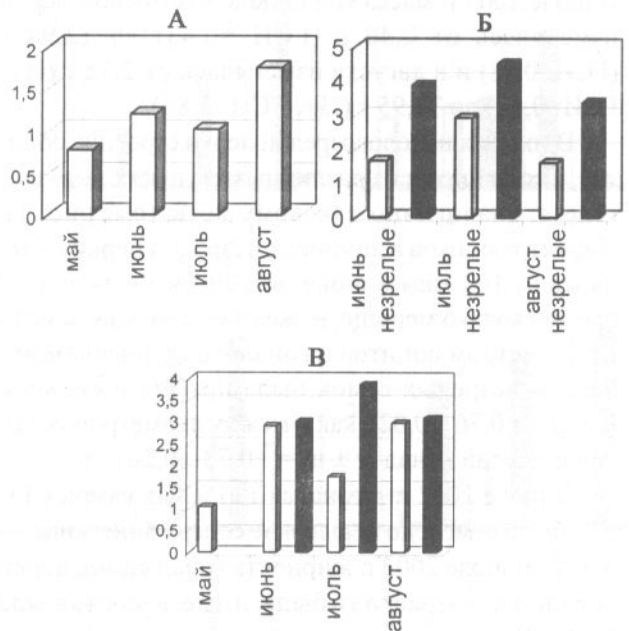 А
2
1,5
1
0,5
0
май
июнь
июль
август
Б
5
4
3
2
1
0
июнь
незрелые
июль
незрелые
август
незрелые
В
4
3,5
3
2,5
2
1,5
1
0,5
0
май
июнь
июль
август